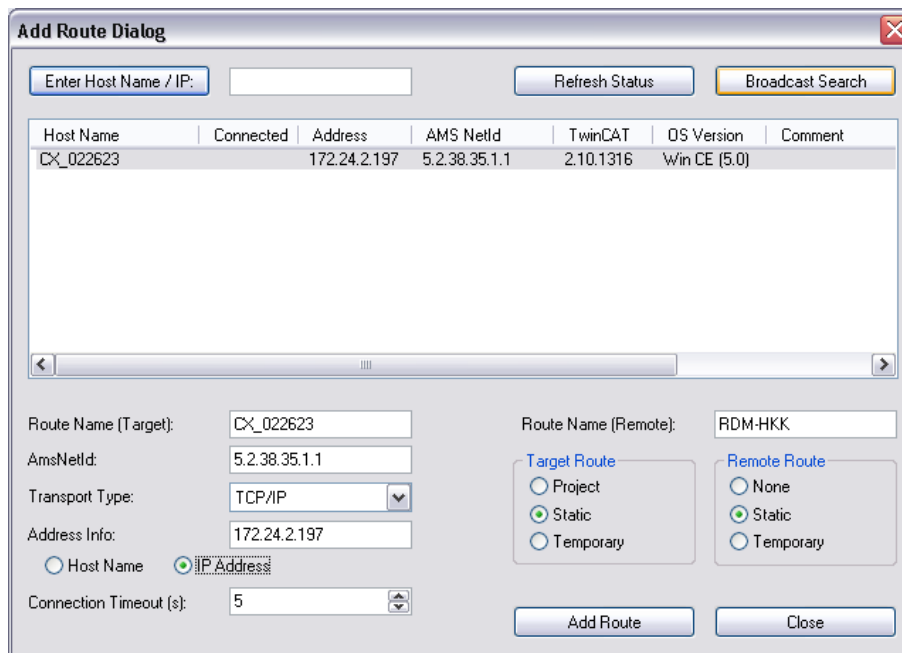 Add Route Dialog
Enter Host Name / IP: Refresh Status Broadcast Search
Host Name Connected Address AMS NetId TwinCAT OS Version Comment
CX_022623 172.24.2.197 5.2.38.35.1.1 2.10.1316 Win CE (5.0)
Route Name (Target): CX_022623 Route Name (Remote): RDM-HKK
AmsNetId: 5.2.38.35.1.1 Target Route Remote Route
Project None
Transport Type: TCP/IP Static Static
Address Info: 172.24.2.197 Temporary Temporary
Host Name IP Address
Connection Timeout (s): 5
Add Route Close